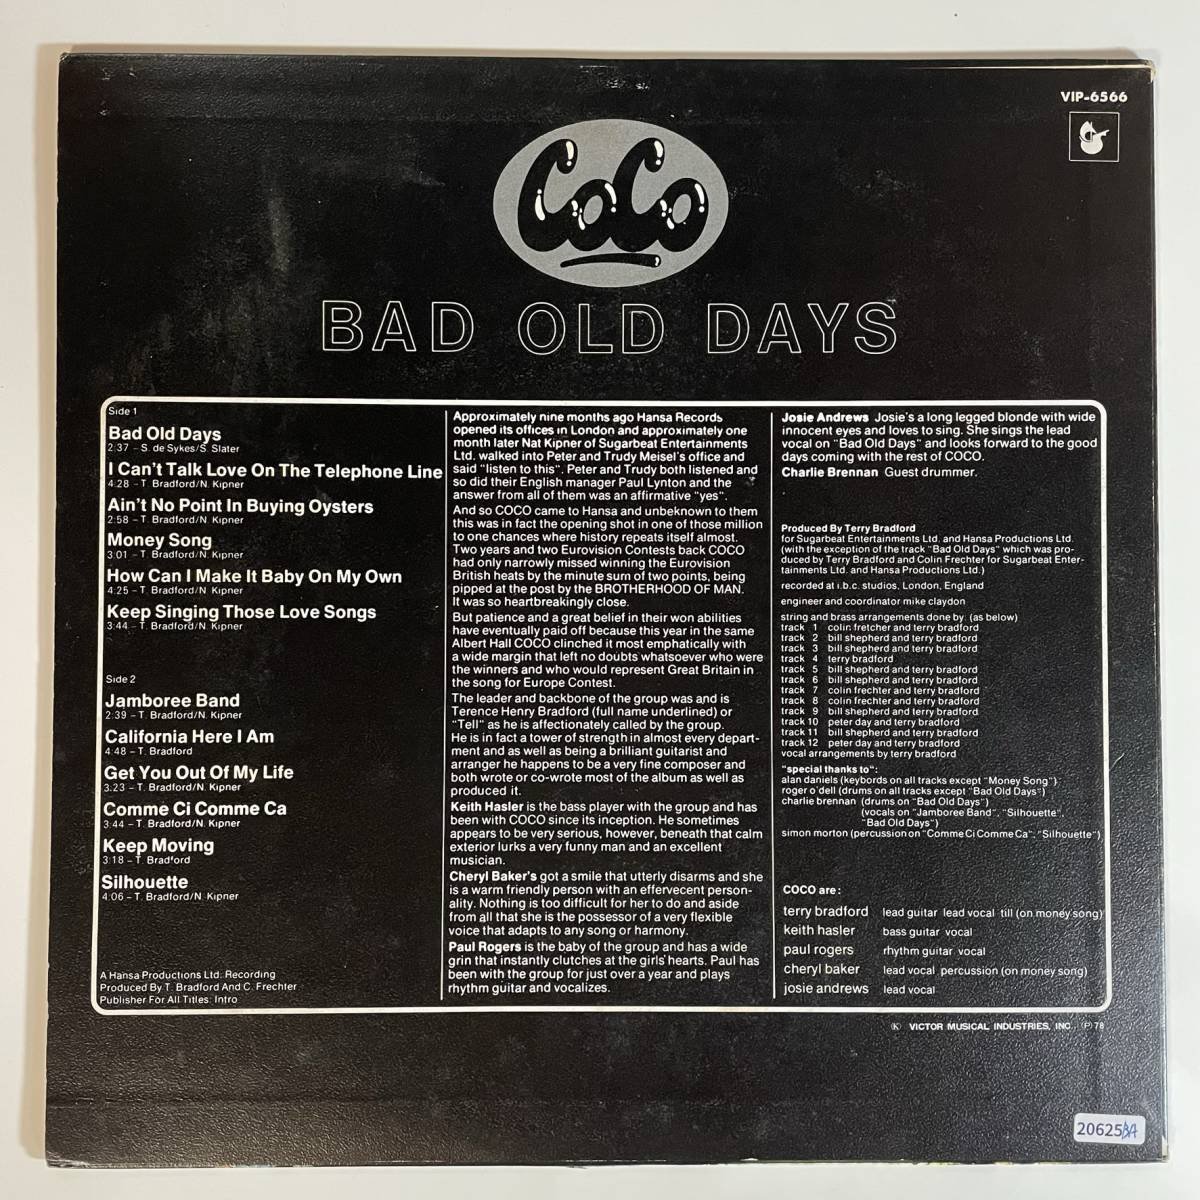 VIP-6566
CoCo
BAD OLD DAYS
Side 1
Bad Old Days
2:37 – S. de Sykes/S. Slater
I Can't Talk Love On The Telephone Line
4:28 – T. Bradford/N. Kipner
Ain't No Point In Buying Oysters
2:58 – T. Bradford/N. Kipner
Money Song
3:01 – T. Bradford/N. Kipner
How Can I Make It Baby On My Own
4:25 – T. Bradford/N. Kipner
Keep Singing Those Love Songs
3:44 – T. Bradford/N. Kipner
Side 2
Jamboree Band
2:39 – T. Bradford/N. Kipner
California Here I Am
4:48 – T. Bradford
Get You Out Of My Life
3:23 – T. Bradford/N. Kipner
Comme Ci Comme Ca
3:44 – T. Bradford/N. Kipner
Keep Moving
3:18 – T. Bradford
Silhouette
4:06 – T. Bradford/N. Kipner
A Hansa Productions Ltd. Recording
Produced By T. Bradford And C. Frechter
Publisher For All Titles: Intro
Approximately nine months ago Hansa Records
opened its offices in London and approximately one
month later Nat Kipner of Sugarbeat Entertainments
Ltd. walked into Peter and Trudy Meisel's office and
said "listen to this". Peter and Trudy both listened and
so did their English manager Paul Lynton and the
answer from all of them was an affirmative "yes".
And so COCO came to Hansa and unbeknown to them
this was in fact the opening shot in one of those million
to one chances where history repeats itself almost.
Two years and two Eurovision Contests back COCO
had only narrowly missed winning the Eurovision
British heats by the minute sum of two points, being
pipped at the post by the BROTHERHOOD OF MAN.
It was so heartbreakingly close.
But patience and a great belief in their won abilities
have eventually paid off because this year in the same
Albert Hall COCO clinched it most emphatically with
a wide margin that left no doubts whatsoever who were
the winners and who would represent Great Britain in
the song for Europe Contest.
The leader and backbone of the group was and is
Terence Henry Bradford (full name underlined) or
"Tell" as he is affectionately called by the group.
He is in fact a tower of strength in almost every depart-
ment and as well as being a brilliant guitarist and
arranger he happens to be a very fine composer and
both wrote or co-wrote most of the album as well as
produced it.
Keith Hasler is the bass player with the group and has
been with COCO since its inception. He sometimes
appears to be very serious, however, beneath that calm
exterior lurks a very funny man and an excellent
musician.
Cheryl Baker's got a smile that utterly disarms and she
is a warm friendly person with an effervecent person-
ality. Nothing is too difficult for her to do and aside
from all that she is the possessor of a very flexible
voice that adapts to any song or harmony.
Paul Rogers is the baby of the group and has a wide
grin that instantly clutches at the girls' hearts. Paul has
been with the group for just over a year and plays
rhythm guitar and vocalizes.
Josie Andrews Josie's a long legged blonde with wide
innocent eyes and loves to sing. She sings the lead
vocal on "Bad Old Days" and looks forward to the good
days coming with the rest of COCO.
Charlie Brennan Guest drummer.
Produced By Terry Bradford
for Sugarbeat Entertainments Ltd. and Hansa Productions Ltd.
(with the exception of the track "Bad Old Days" which was pro-
duced by Terry Bradford and Colin Frechter for Sugarbeat Enter-
tainments Ltd. and Hansa Productions Ltd.)
recorded at i.b.c. studios, London, England
engineer and coordinator mike claydon
string and brass arrangements done by: (as below)
track 1 colin fretcher and terry bradford
track 2 bill shepherd and terry bradford
track 3 bill shepherd and terry bradford
track 4 terry bradford
track 5 bill shepherd and terry bradford
track 6 bill shepherd and terry bradford
track 7 colin frechter and terry bradford
track 8 colin frechter and terry bradford
track 9 bill shepherd and terry bradford
track 10 peter day and terry bradford
track 11 bill shepherd and terry bradford
track 12 peter day and terry bradford
vocal arrangements by terry bradford
"special thanks to":
alan daniels (keybords on all tracks except "Money Song")
roger o'dell (drums on all tracks except "Bad Old Days")
charlie brennan (drums on "Bad Old Days")
(vocals on "Jamboree Band", "Silhouette",
"Bad Old Days")
simon morton (percussion on "Comme Ci Comme Ca", "Silhouette")
COCO are:
terry bradford lead guitar lead vocal till (on money song)
keith hasler bass guitar vocal
paul rogers rhythm guitar vocal
cheryl baker lead vocal percussion (on money song)
josie andrews lead vocal
Ⓚ VICTOR MUSICAL INDUSTRIES, INC. Ⓟ 78
20625BA